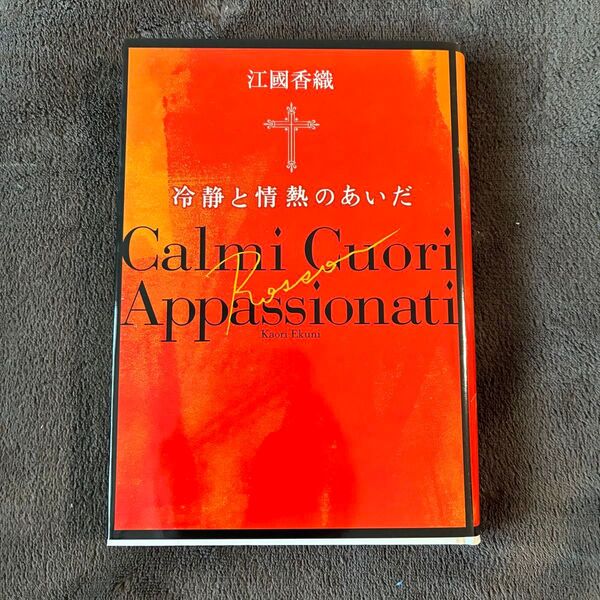 江國香織
冷静と情熱のあいだ
Calmi Cuori
Rosso
Appassionati
Kaori Ekuni